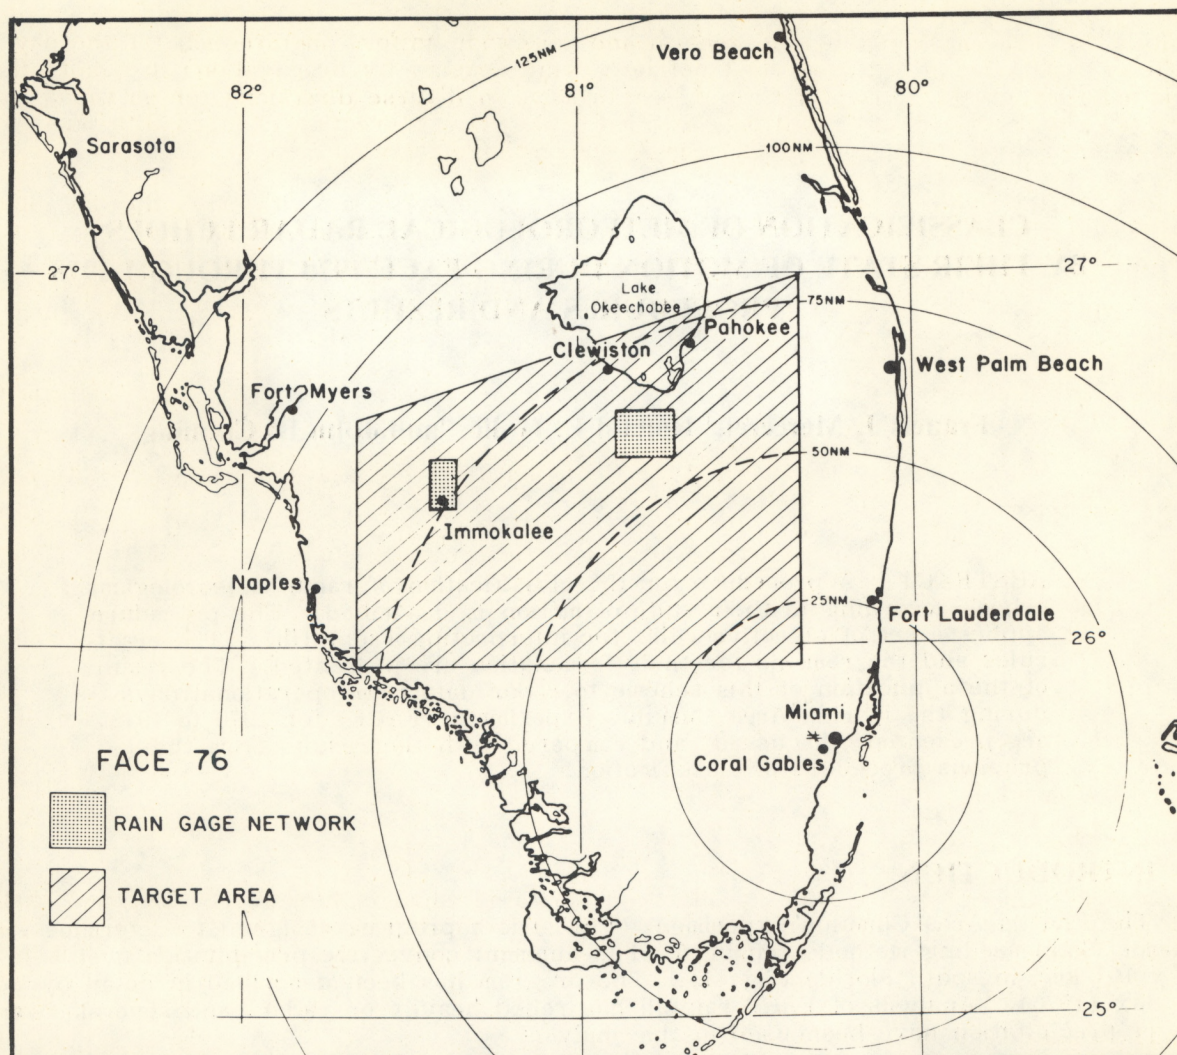 Vero Beach
125NM
82°
81°
80°
Sarasota
100NM
27°
27°
Lake
Okeechobee
75NM
Pahokee
Clewiston
West Palm Beach
Fort Myers
50NM
Immokalee
Naples
25NM
Fort Lauderdale
26°
Miami
Coral Gables
FACE 76
RAIN GAGE NETWORK
TARGET AREA
25°